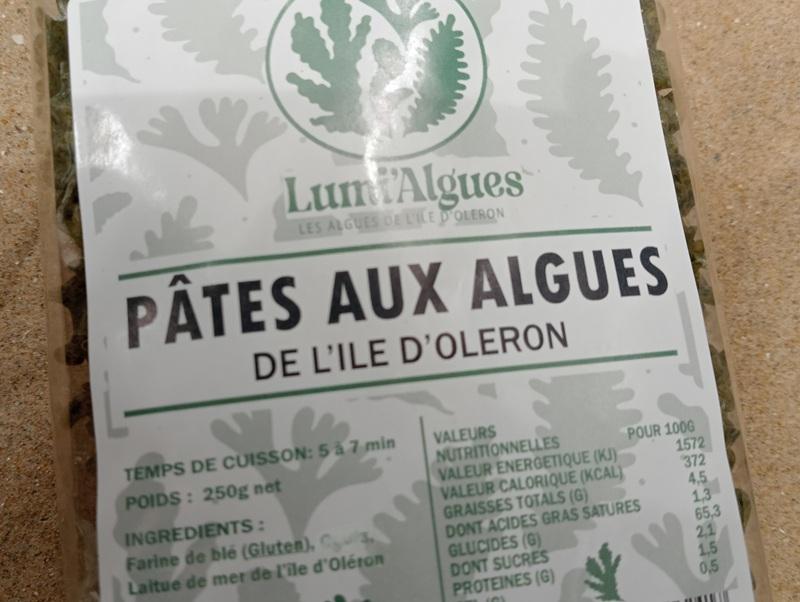 Lumi'Algues
LES ALGUES DE L'ILE D'OLERON
PÂTES AUX ALGUES
DE L'ILE D'OLERON
TEMPS DE CUISSON: 5 à 7 min
POIDS : 250g net
INGREDIENTS :
Farine de blé (Gluten),
Laitue de mer de l'île d'Oléron
VALEURS
NUTRITIONNELLES POUR 100G
VALEUR ENERGETIQUE (KJ) 1572
VALEUR CALORIQUE (KCAL) 372
GRAISSES TOTALS (G) 4,5
DONT ACIDES GRAS SATURES 1,3
GLUCIDES (G) 65,3
DONT SUCRES 2,1
PROTEINES (G) 1,5
0,5